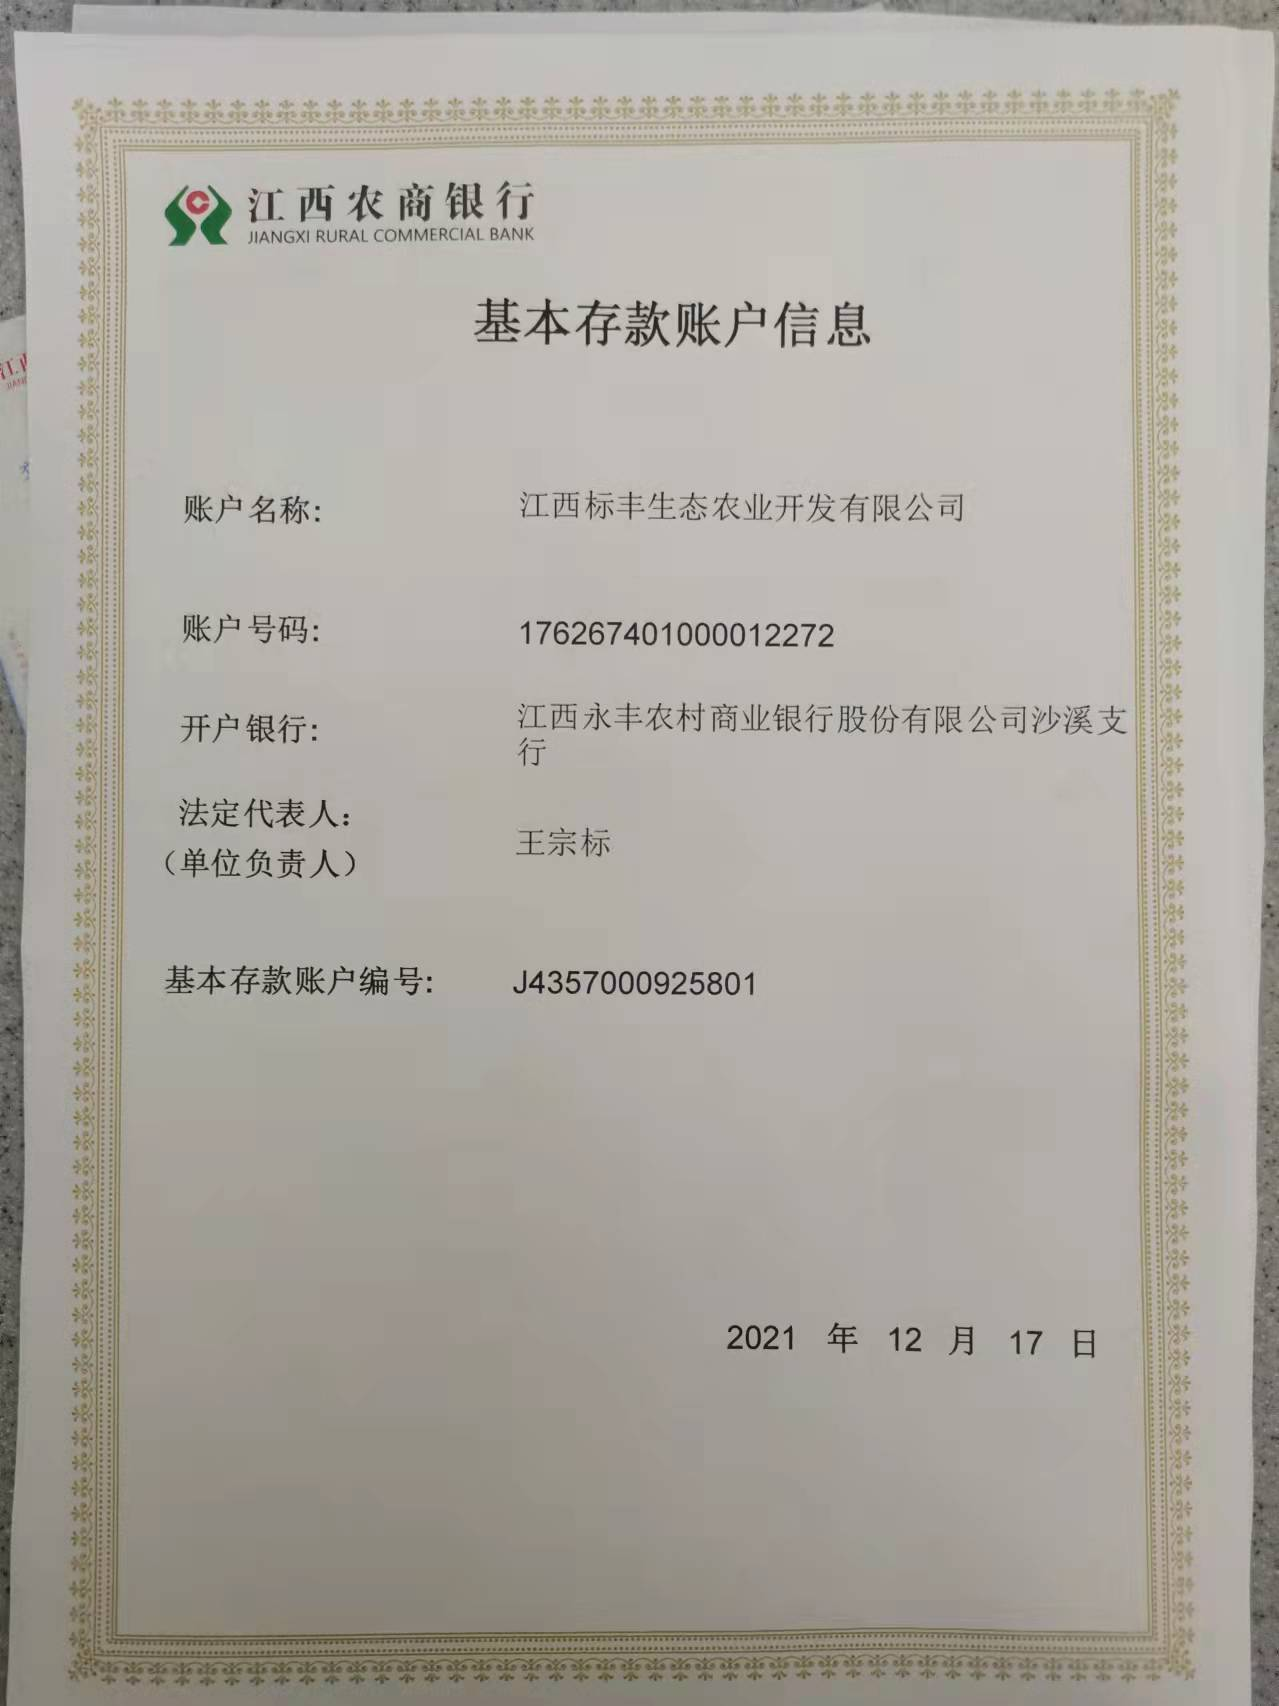 江西农商银行
JIANGXI RURAL COMMERCIAL BANK
基本存款账户信息
账户名称: 江西标丰生态农业开发有限公司
账户号码: 176267401000012272
开户银行: 江西永丰农村商业银行股份有限公司沙溪支
行
法定代表人:
(单位负责人) 王宗标
基本存款账户编号: J4357000925801
2021 年 12 月 17 日